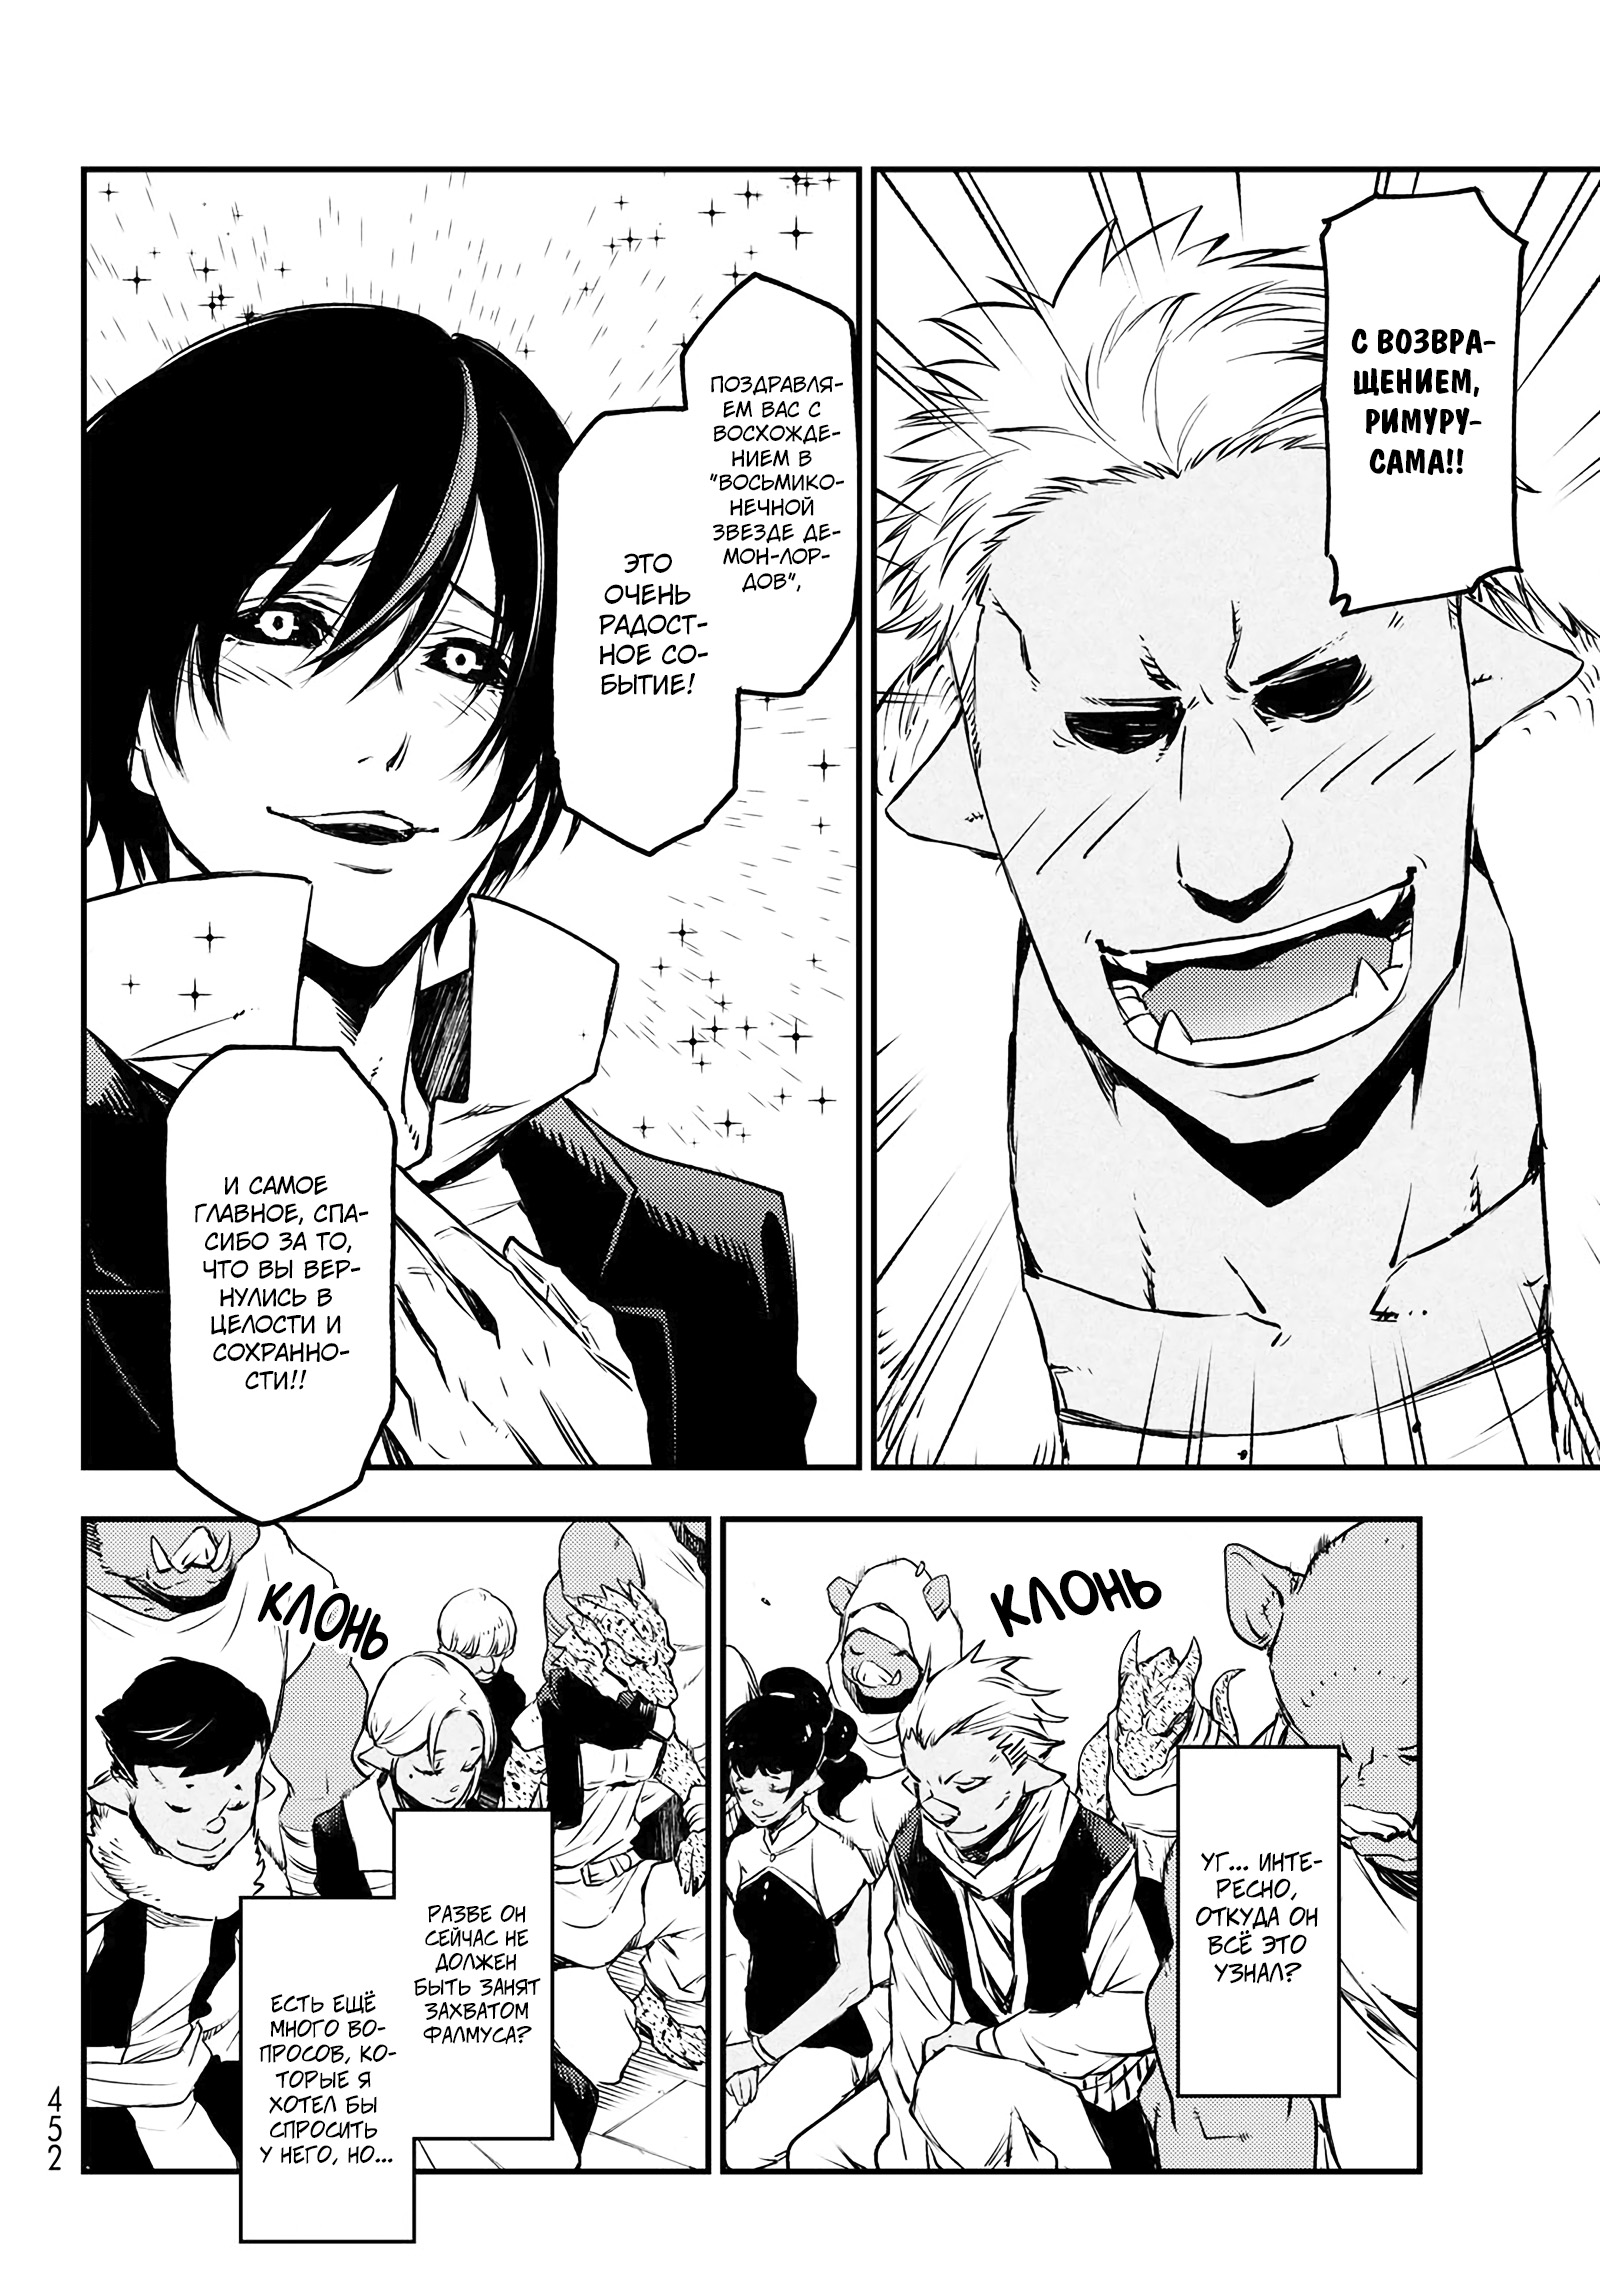 С ВОЗВРА-
ЩЕНИЕМ,
РИМУРУ-
САМА!!
ПОЗДРАВЛЯ-
ЕМ ВАС С
ВОСХОЖДЕ-
НИЕМ В
"ВОСЬМИКО-
НЕЧНОЙ
ЗВЕЗДЕ ДЕ-
МОН-ЛОР-
ДОВ",
ЭТО
ОЧЕНЬ
РАДОСТ-
НОЕ СО-
БЫТИЕ!
И САМОЕ
ГЛАВНОЕ, СПА-
СИБО ЗА ТО,
ЧТО ВЫ ВЕР-
НУЛИСЬ В
ЦЕЛОСТИ И
СОХРАННО-
СТИ!!
КЛОНЬ
УГ... ИНТЕ-
РЕСНО,
ОТКУДА ОН
ВСЁ ЭТО
УЗНАЛ?
КЛОНЬ
РАЗВЕ ОН
СЕЙЧАС НЕ
ДОЛЖЕН
БЫТЬ ЗАНЯТ
ЗАХВАТОМ
ФАЛМУСА?
ЕСТЬ ЕЩЁ
МНОГО ВО-
ПРОСОВ, КО-
ТОРЫЕ Я
ХОТЕЛ БЫ
СПРОСИТЬ
У НЕГО, НО...
452